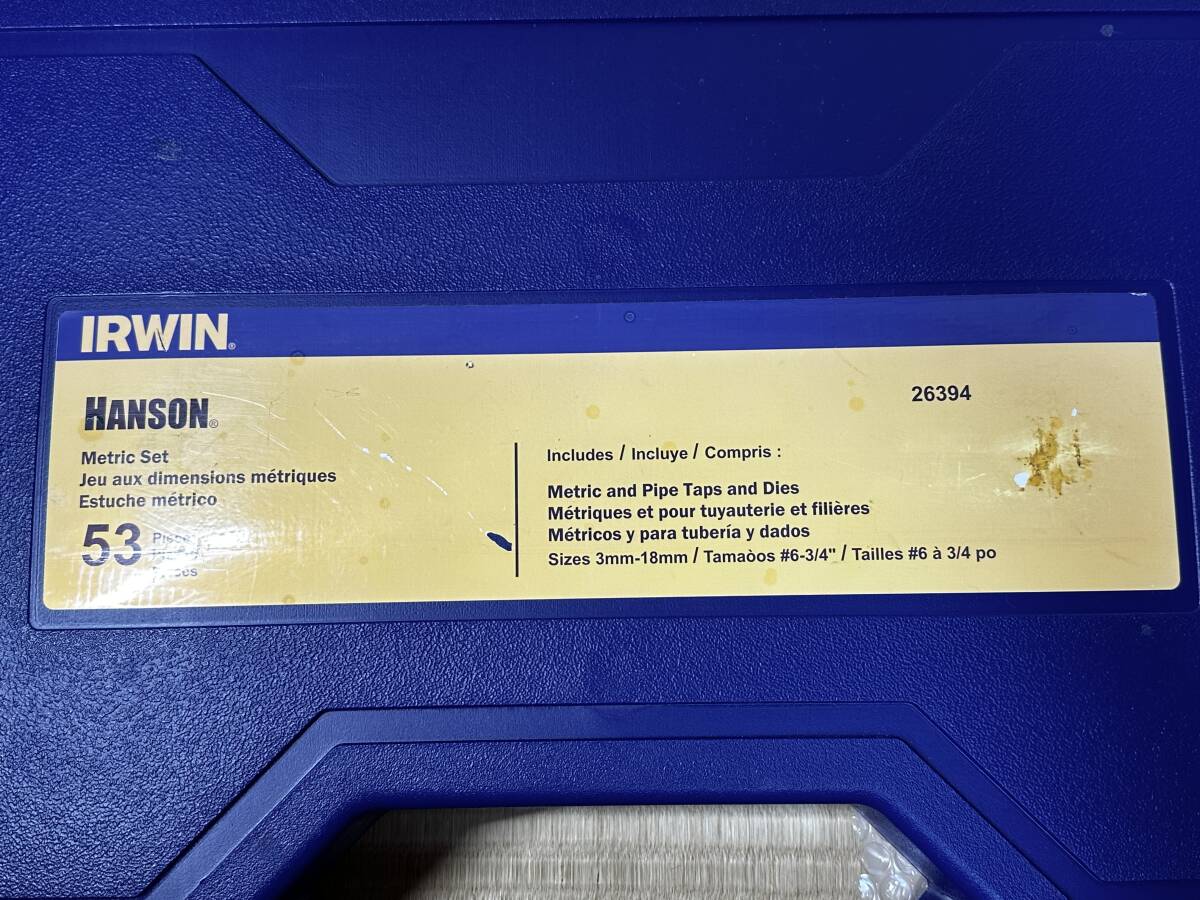 IRWIN®
HANSON®
Metric Set
Jeu aux dimensions métriques
Estuche métrico
53
26394
Includes / Incluye / Compris :
Metric and Pipe Taps and Dies
Métriques et pour tuyauterie et filières
Métricos y para tubería y dados
Sizes 3mm-18mm / Tamaòos #6-3/4" / Tailles #6 à 3/4 po